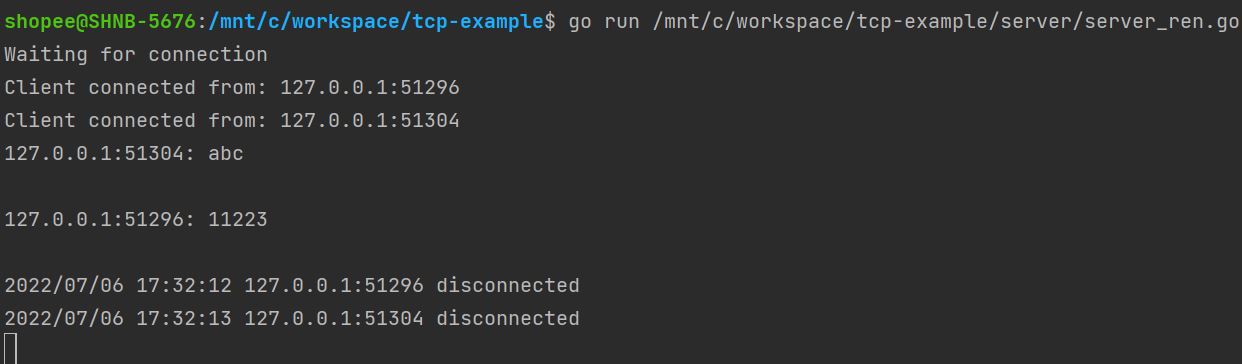 shopee@SHNB-5676:/mnt/c/workspace/tcp-example$ go run /mnt/c/workspace/tcp-example/server/server_ren.go
Waiting for connection
Client connected from: 127.0.0.1:51296
Client connected from: 127.0.0.1:51304
127.0.0.1:51304: abc
127.0.0.1:51296: 11223
2022/07/06 17:32:12 127.0.0.1:51296 disconnected
2022/07/06 17:32:13 127.0.0.1:51304 disconnected